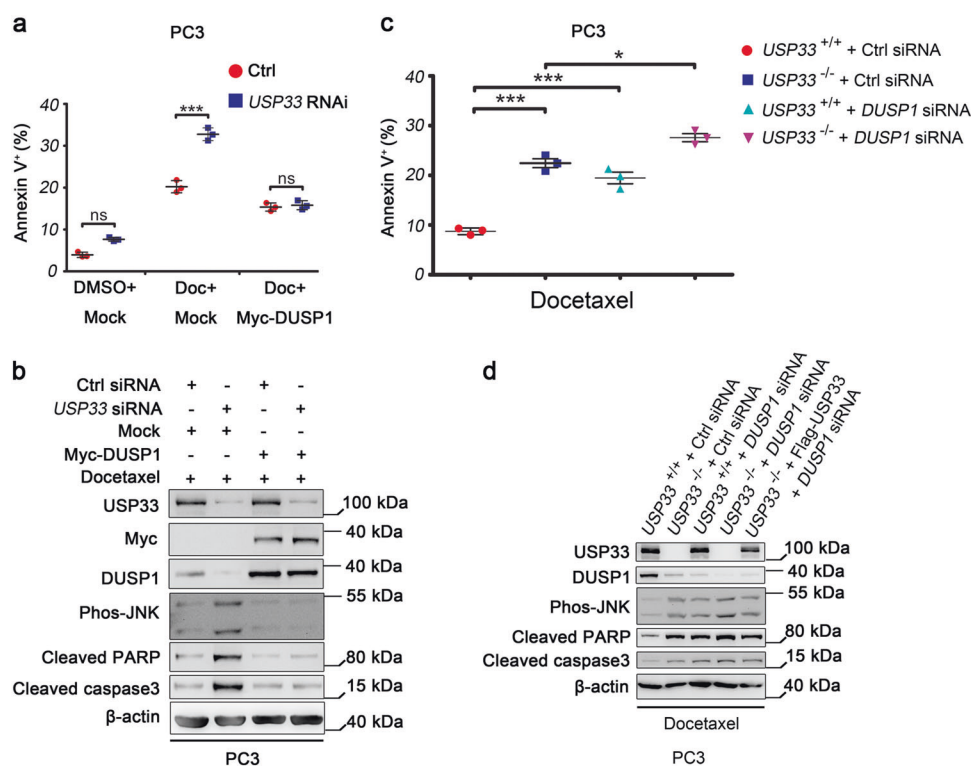 a
PC3
Ctrl
USP33 RNAi
Annexin V⁺ (%)
40
30
20
10
0
ns
***
ns
DMSO+ Doc+ Doc+
Mock Mock Myc-DUSP1
c
PC3
USP33 +/+ + Ctrl siRNA
USP33 -/- + Ctrl siRNA
USP33 +/+ + DUSP1 siRNA
USP33 -/- + DUSP1 siRNA
Annexin V⁺ (%)
40
30
20
10
0
*
***
***
Docetaxel
b
Ctrl siRNA + - + -
USP33 siRNA - + - +
Mock + + - -
Myc-DUSP1 - - + +
Docetaxel + + + +
USP33 100 kDa
Myc 40 kDa
DUSP1 40 kDa
Phos-JNK 55 kDa
Cleaved PARP 80 kDa
Cleaved caspase3 15 kDa
β-actin 40 kDa
PC3
d
USP33 +/+ + Ctrl siRNA
USP33 -/- + Ctrl siRNA
USP33 +/+ + DUSP1 siRNA
USP33 -/- + DUSP1 siRNA
USP33 -/- + Flag-USP33
+ DUSP1 siRNA
USP33 100 kDa
DUSP1 40 kDa
Phos-JNK 55 kDa
Cleaved PARP 80 kDa
Cleaved caspase3 15 kDa
β-actin 40 kDa
Docetaxel
PC3